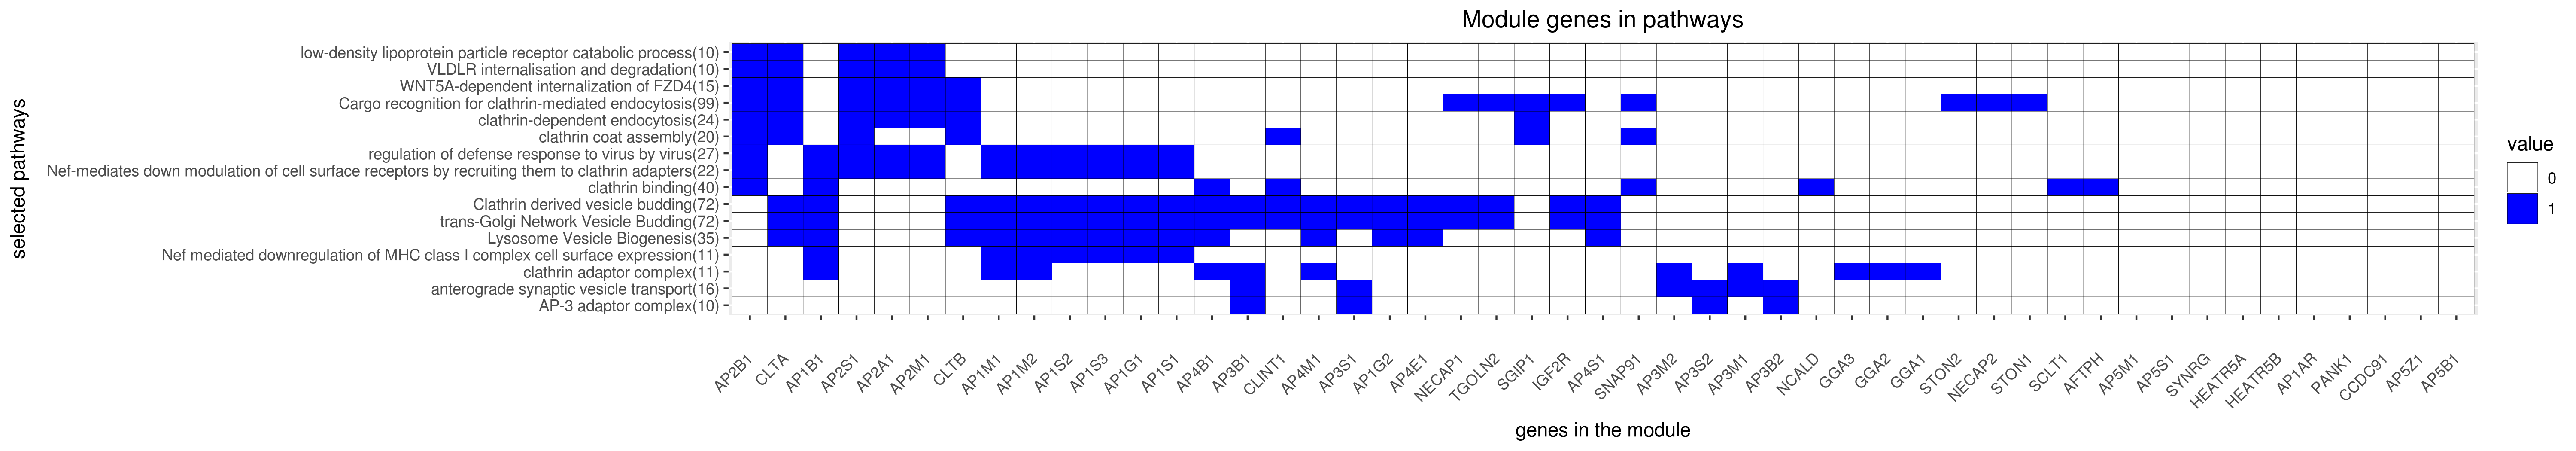 Module genes in pathways
selected pathways
low-density lipoprotein particle receptor catabolic process(10)
VLDLR internalisation and degradation(10)
WNT5A-dependent internalization of FZD4(15)
Cargo recognition for clathrin-mediated endocytosis(99)
clathrin-dependent endocytosis(24)
clathrin coat assembly(20)
regulation of defense response to virus by virus(27)
Nef-mediates down modulation of cell surface receptors by recruiting them to clathrin adapters(22)
clathrin binding(40)
Clathrin derived vesicle budding(72)
trans-Golgi Network Vesicle Budding(72)
Lysosome Vesicle Biogenesis(35)
Nef mediated downregulation of MHC class I complex cell surface expression(11)
clathrin adaptor complex(11)
anterograde synaptic vesicle transport(16)
AP-3 adaptor complex(10)
AP2B1
CLTA
AP1B1
AP2S1
AP2A1
AP2M1
CLTB
AP1M1
AP1M2
AP1S2
AP1S3
AP1G1
AP1S1
AP4B1
AP3B1
CLINT1
AP4M1
AP3S1
AP1G2
AP4E1
NECAP1
TGOLN2
SGIP1
IGF2R
AP4S1
SNAP91
AP3M2
AP3S2
AP3M1
AP3B2
NCALD
GGA3
GGA2
GGA1
STON2
NECAP2
STON1
SCLT1
AFTPH
AP5M1
AP5S1
SYNRG
HEATR5A
HEATR5B
AP1AR
PANK1
CCDC91
AP5Z1
AP5B1
genes in the module
value
0
1